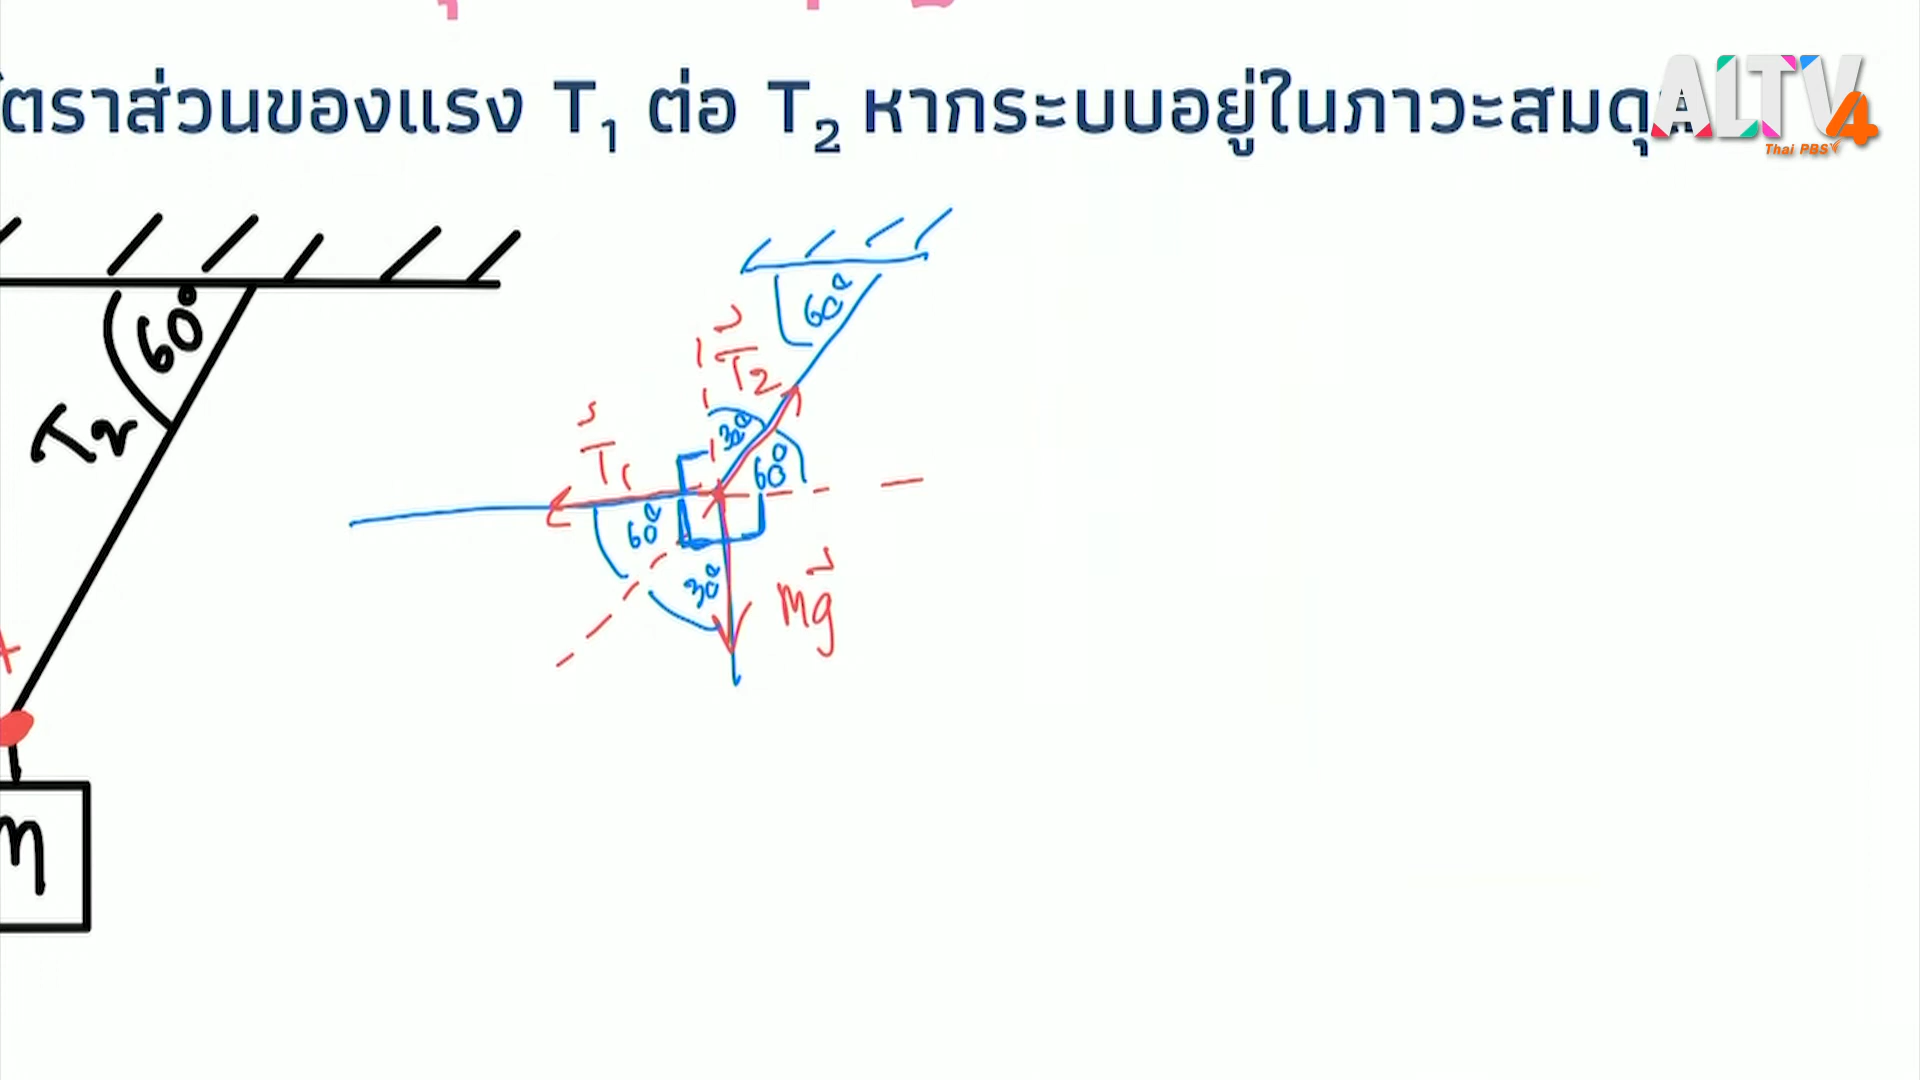 ตราส่วนของแรง T₁ ต่อ T₂ หากระบบอยู่ในภาวะสมดุล
ALTV4
Thai PBS
60°
T₂
m
60°
T₂
30°
60°
T₁
60°
30°
mg